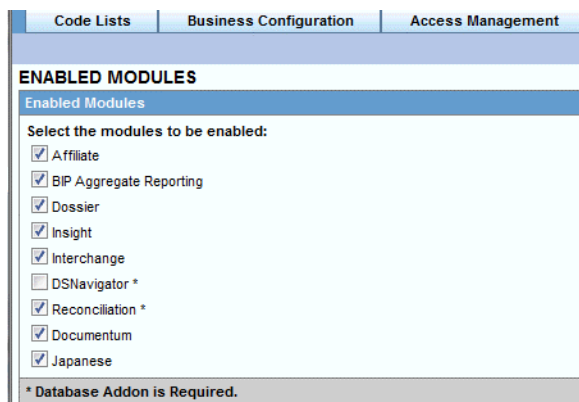 Code Lists Business Configuration Access Management
ENABLED MODULES
Enabled Modules
Select the modules to be enabled:
Affiliate
BIP Aggregate Reporting
Dossier
Insight
Interchange
DSNavigator *
Reconciliation *
Documentum
Japanese
* Database Addon is Required.